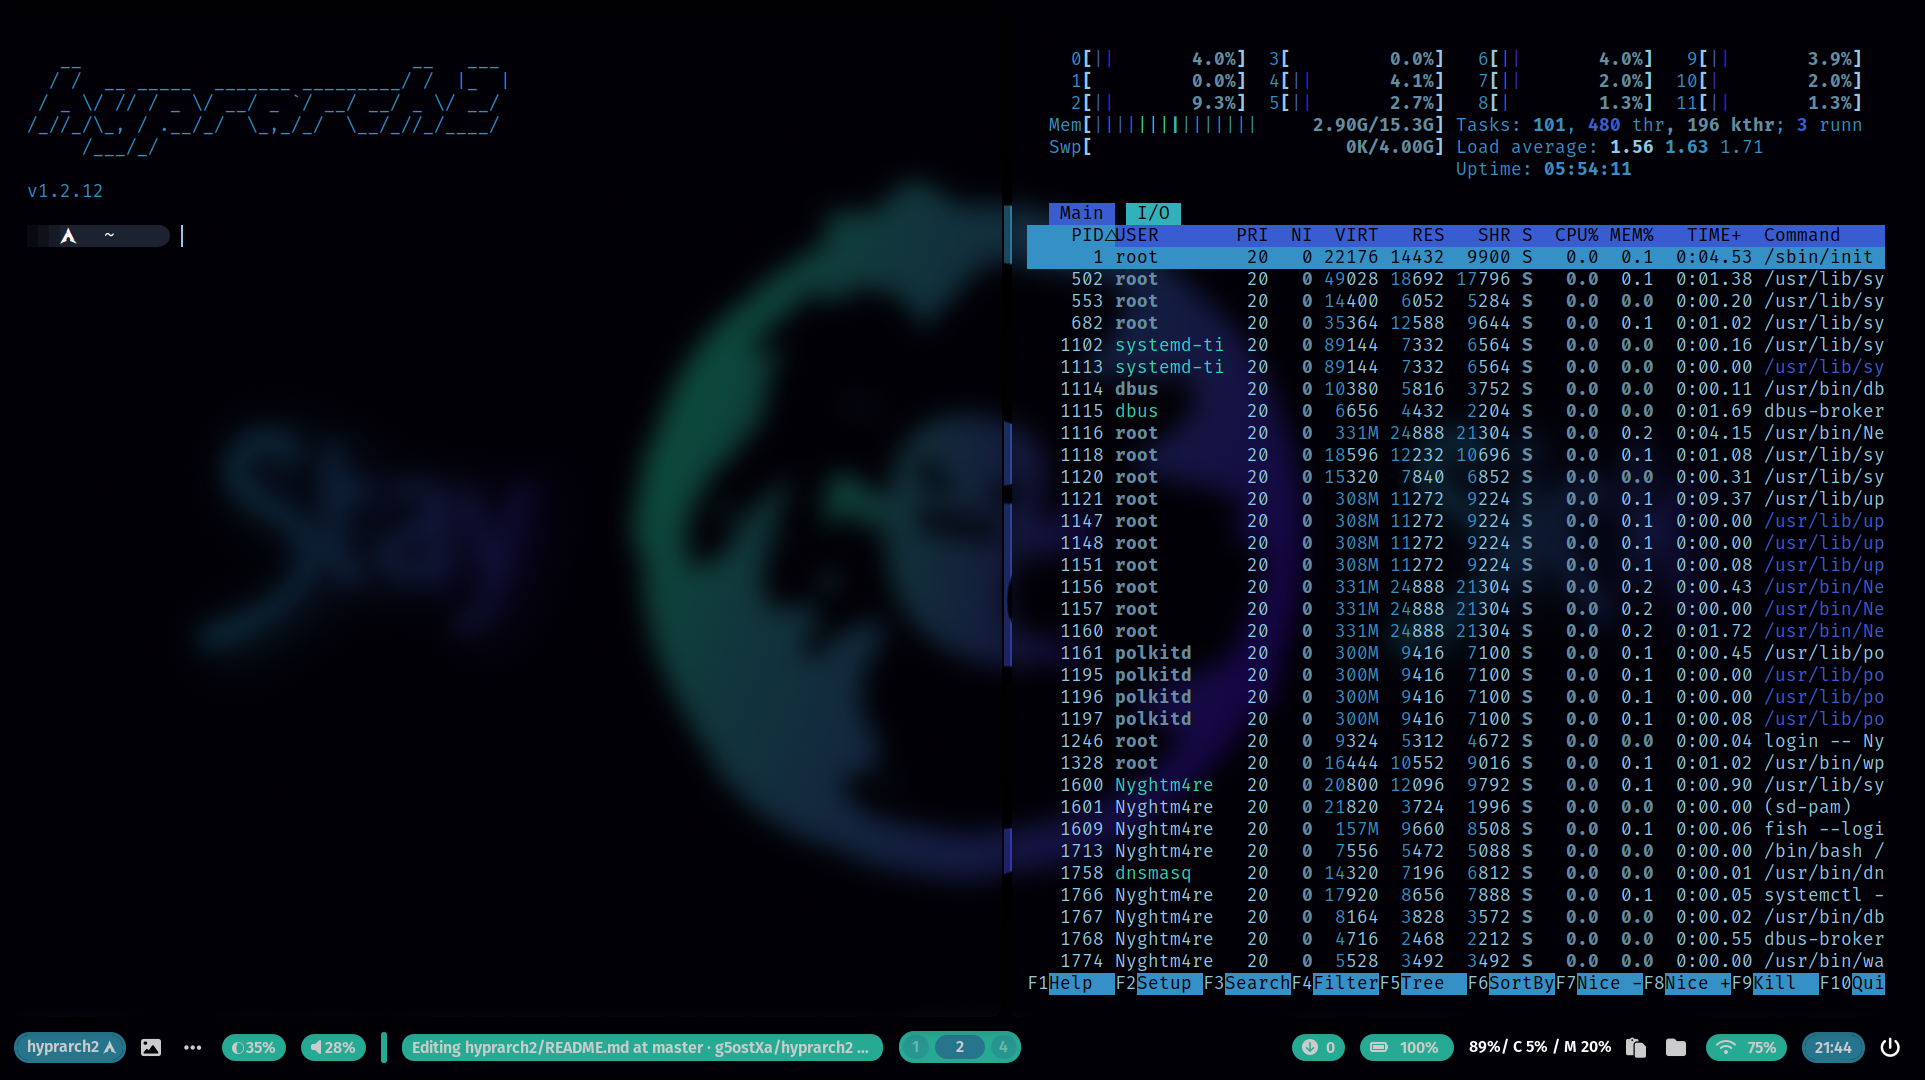 hyprarch2
v1.2.12
~
0[|| 4.0%] 3[ 0.0%] 6[|| 4.0%] 9[|| 3.9%]
1[ 0.0%] 4[|| 4.1%] 7[|| 2.0%] 10[| 2.0%]
2[|| 9.3%] 5[|| 2.7%] 8[| 1.3%] 11[|| 1.3%]
Mem[||||||||||||||| 2.90G/15.3G] Tasks: 101, 480 thr, 196 kthr; 3 runn
Swp[ 0K/4.00G] Load average: 1.56 1.63 1.71
Uptime: 05:54:11
Main I/O
PID△USER PRI NI VIRT RES SHR S CPU% MEM% TIME+ Command
1 root 20 0 22176 14432 9900 S 0.0 0.1 0:04.53 /sbin/init
502 root 20 0 49028 18692 17796 S 0.0 0.1 0:01.38 /usr/lib/sy
553 root 20 0 14400 6052 5284 S 0.0 0.0 0:00.20 /usr/lib/sy
682 root 20 0 35364 12588 9644 S 0.0 0.1 0:01.02 /usr/lib/sy
1102 systemd-ti 20 0 89144 7332 6564 S 0.0 0.0 0:00.16 /usr/lib/sy
1113 systemd-ti 20 0 89144 7332 6564 S 0.0 0.0 0:00.00 /usr/lib/sy
1114 dbus 20 0 10380 5816 3752 S 0.0 0.0 0:00.11 /usr/bin/db
1115 dbus 20 0 6656 4432 2204 S 0.0 0.0 0:01.69 dbus-broker
1116 root 20 0 331M 24888 21304 S 0.0 0.2 0:04.15 /usr/bin/Ne
1118 root 20 0 18596 12232 10696 S 0.0 0.1 0:01.08 /usr/lib/sy
1120 root 20 0 15320 7840 6852 S 0.0 0.0 0:00.31 /usr/lib/sy
1121 root 20 0 308M 11272 9224 S 0.0 0.1 0:09.37 /usr/lib/up
1147 root 20 0 308M 11272 9224 S 0.0 0.1 0:00.00 /usr/lib/up
1148 root 20 0 308M 11272 9224 S 0.0 0.1 0:00.00 /usr/lib/up
1151 root 20 0 308M 11272 9224 S 0.0 0.1 0:00.08 /usr/lib/up
1156 root 20 0 331M 24888 21304 S 0.0 0.2 0:00.43 /usr/bin/Ne
1157 root 20 0 331M 24888 21304 S 0.0 0.2 0:00.00 /usr/bin/Ne
1160 root 20 0 331M 24888 21304 S 0.0 0.2 0:01.72 /usr/bin/Ne
1161 polkitd 20 0 300M 9416 7100 S 0.0 0.1 0:00.45 /usr/lib/po
1195 polkitd 20 0 300M 9416 7100 S 0.0 0.1 0:00.00 /usr/lib/po
1196 polkitd 20 0 300M 9416 7100 S 0.0 0.1 0:00.00 /usr/lib/po
1197 polkitd 20 0 300M 9416 7100 S 0.0 0.1 0:00.08 /usr/lib/po
1246 root 20 0 9324 5312 4672 S 0.0 0.0 0:00.04 login -- Ny
1328 root 20 0 16444 10552 9016 S 0.0 0.1 0:01.02 /usr/bin/wp
1600 Nyghtm4re 20 0 20800 12096 9792 S 0.0 0.1 0:00.90 /usr/lib/sy
1601 Nyghtm4re 20 0 21820 3724 1996 S 0.0 0.0 0:00.00 (sd-pam)
1609 Nyghtm4re 20 0 157M 9660 8508 S 0.0 0.1 0:00.06 fish --logi
1713 Nyghtm4re 20 0 7556 5472 5088 S 0.0 0.0 0:00.00 /bin/bash /
1758 dnsmasq 20 0 14320 7196 6812 S 0.0 0.0 0:00.01 /usr/bin/dn
1766 Nyghtm4re 20 0 17920 8656 7888 S 0.0 0.1 0:00.05 systemctl -
1767 Nyghtm4re 20 0 8164 3828 3572 S 0.0 0.0 0:00.02 /usr/bin/db
1768 Nyghtm4re 20 0 4716 2468 2212 S 0.0 0.0 0:00.55 dbus-broker
1774 Nyghtm4re 20 0 5528 3492 3492 S 0.0 0.0 0:00.00 /usr/bin/wa
F1Help F2Setup F3SearchF4FilterF5Tree F6SortByF7Nice -F8Nice +F9Kill F10Qui
Stay
hyprarch2 35% 28% Editing hyprarch2/README.md at master · g5ostXa/hyprarch2 ... 1 2 4 0 100% 89%/ C 5% / M 20% 75% 21:44